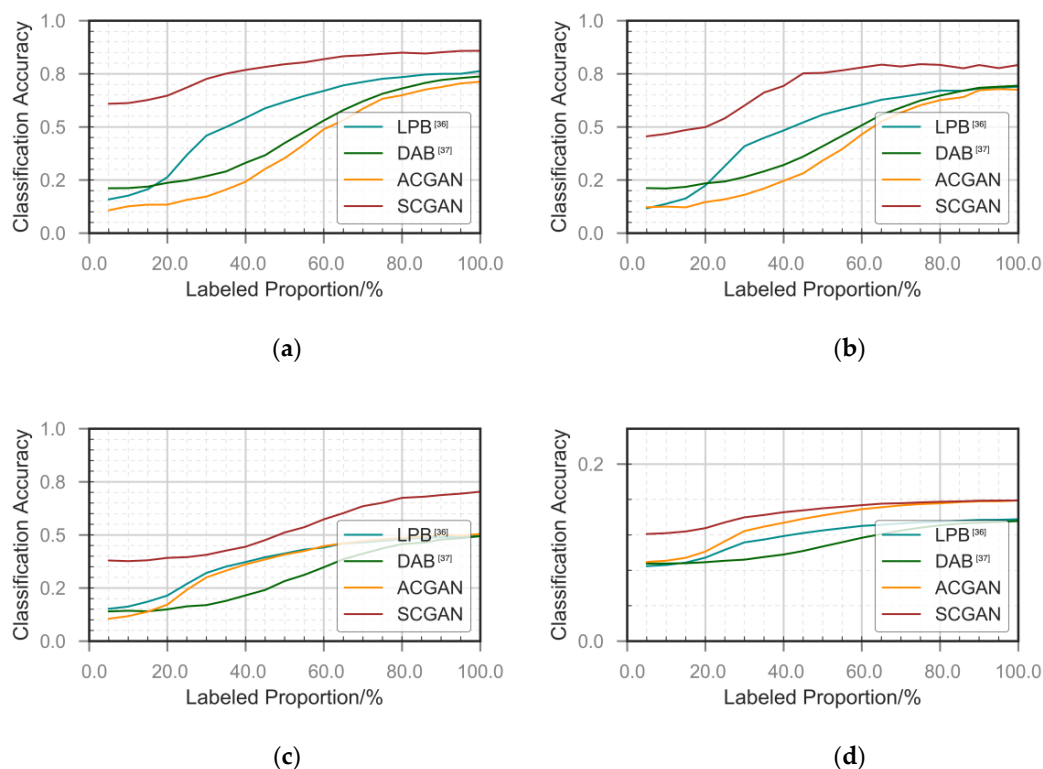 1.0
0.8
0.5
0.2
0.0
Classification Accuracy
LPB[36]
DAB[37]
ACGAN
SCGAN
0.0 20.0 40.0 60.0 80.0 100.0
Labeled Proportion/%
(a)
1.0
0.8
0.5
0.2
0.0
Classification Accuracy
LPB[36]
DAB[37]
ACGAN
SCGAN
0.0 20.0 40.0 60.0 80.0 100.0
Labeled Proportion/%
(b)
1.0
0.8
0.5
0.2
0.0
Classification Accuracy
LPB[36]
DAB[37]
ACGAN
SCGAN
0.0 20.0 40.0 60.0 80.0 100.0
Labeled Proportion/%
(c)
0.2
0.0
Classification Accuracy
LPB[36]
DAB[37]
ACGAN
SCGAN
0.0 20.0 40.0 60.0 80.0 100.0
Labeled Proportion/%
(d)